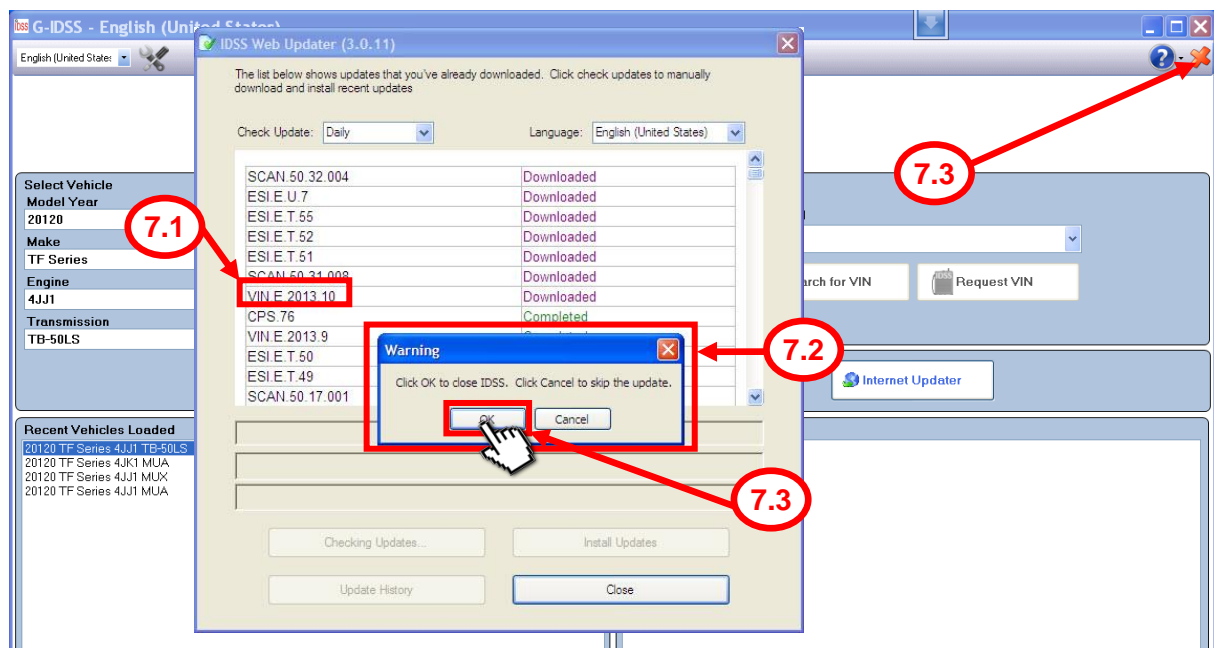 G-IDSS - English (United States)
IDSS Web Updater (3.0.11)
English (United State:
The list below shows updates that you've already downloaded. Click check updates to manually
download and install recent updates
Check Update: Daily
Language: English (United States)
7.3
SCAN.50.32.004 Downloaded
ESI.E.U.7 Downloaded
ESI.E.T.55 Downloaded
ESI.E.T.52 Downloaded
ESI.E.T.51 Downloaded
SCAN.50.31.008 Downloaded
VIN.E.2013.10 Downloaded
CPS.76 Completed
VIN.E.2013.9
ESI.E.T.50
ESI.E.T.49
SCAN.50.17.001
Select Vehicle
Model Year
20120
7.1
Make
TF Series
Engine
4JJ1
Transmission
TB-50LS
arch for VIN
Request VIN
Warning
7.2
Click OK to close IDSS. Click Cancel to skip the update.
OK
Cancel
Internet Updater
Recent Vehicles Loaded
20120 TF Series 4JJ1 TB-50LS
20120 TF Series 4JK1 MUA
20120 TF Series 4JJ1 MUX
20120 TF Series 4JJ1 MUA
7.3
Checking Updates...
Install Updates
Update History
Close